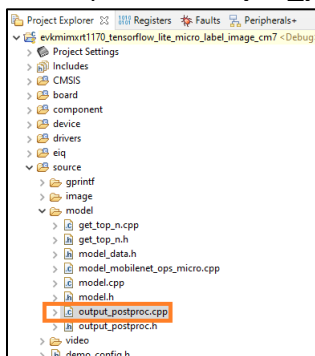 Project Explorer Registers Faults Peripherals+
evkmimxrt1170_tensorflow_lite_micro_label_image_cm7 <Debug
Project Settings
Includes
CMSIS
board
component
device
drivers
eiq
source
gprintf
image
model
get_top_n.cpp
get_top_n.h
model_data.h
model_mobilenet_ops_micro.cpp
model.cpp
model.h
output_postproc.cpp
output_postproc.h
video
demo_config.h